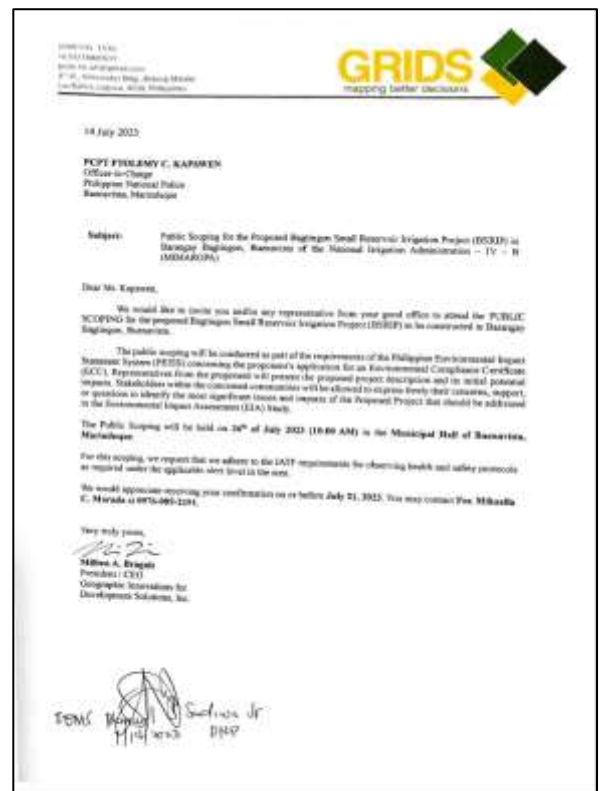 GRIDS
mapping better decisions
14 July 2023
PCPT PTOLEMY C. KAPAWEN
Officer-in-Charge
Philippine National Police
Buenavista, Marinduque
Subject: Public Scoping for the Proposed Bagtingon Small Reservoir Irrigation Project (BSRIP) in
Barangay Bagtingon, Buenavista of the National Irrigation Administration – IV – B
(MIMAROPA)
Dear Mr. Kapawen,
We would like to invite you and/or any representative from your good office to attend the PUBLIC
SCOPING for the proposed Bagtingon Small Reservoir Irrigation Project (BSRIP) to be constructed in Barangay
Bagtingon, Buenavista.
The public scoping will be conducted as part of the requirements of the Philippine Environmental Impact
Statement System (PEISS) concerning the proponent's application for an Environmental Compliance Certificate
(ECC). Representatives from the proponent will present the proposed project description and its initial potential
impacts. Stakeholders within the concerned communities will be allowed to express freely their concerns, support,
or questions to identify the most significant issues and impacts of the Proposed Project that should be addressed
in the Environmental Impact Assessment (EIA) Study.
The Public Scoping will be held on 26th of July 2023 (10:00 AM) in the Municipal Hall of Buenavista,
Marinduque
For this scoping, we request that we adhere to the IATF requirements for observing health and safety protocols
as required under the applicable alert level in the area.
We would appreciate receiving your confirmation on or before July 21, 2023. You may contact For. Mikaella
C. Morada at
Very truly yours,
President / CEO
Geographic Innovations for
Development Solutions, Inc.
PNP